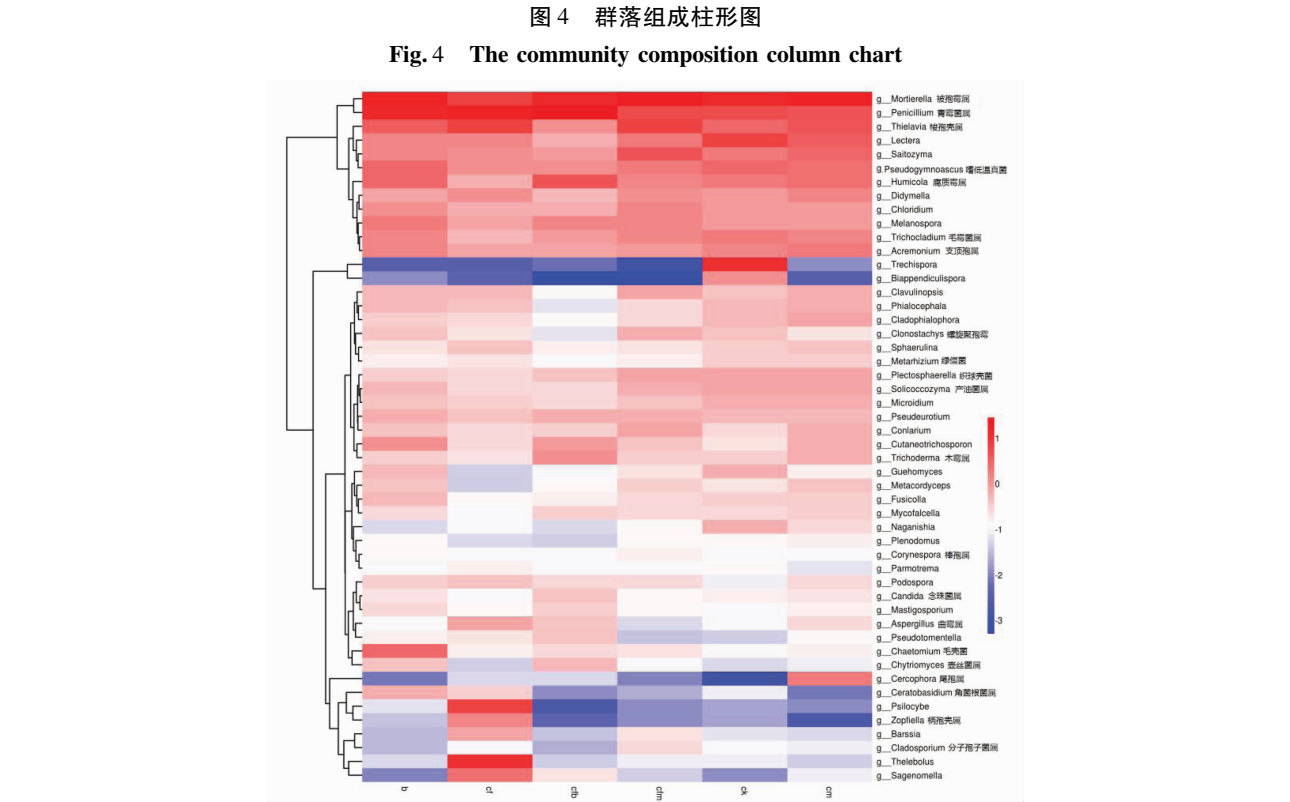 图 4 群落组成柱形图
Fig. 4 The community composition column chart
g__Mortierella 被孢霉属
g__Penicillium 青霉菌属
g__Thielavia 梭孢壳属
g__Lectera
g__Saitozyma
g.Pseudogymnoascus 嗜低温真菌
g__Humicola 腐质霉属
g__Didymella
g__Chloridium
g__Melanospora
g__Trichocladium 毛霉菌属
g__Acremonium 支顶孢属
g__Trechispora
g__Biappendiculispora
g__Clavulinopsis
g__Phialocephala
g__Cladophialophora
g__Clonostachys 螺旋聚孢霉
g__Sphaerulina
g__Metarhizium 绿僵菌
g__Plectosphaerella 织球壳菌
g__Solicoccozyma 产油菌属
g__Microidium
g__Pseudeurotium
g__Conlarium
g__Cutaneotrichosporon
g__Trichoderma 木霉属
g__Guehomyces
g__Metacordyceps
g__Fusicolla
g__Mycofalcella
g__Naganishia
g__Plenodomus
g__Corynespora 棒孢属
g__Parmotrema
g__Podospora
g__Candida 念珠菌属
g__Mastigosporium
g__Aspergillus 曲霉属
g__Pseudotomentella
g__Chaetomium 毛壳菌
g__Chytriomyces 壶丝菌属
g__Cercophora 尾孢属
g__Ceratobasidium 角菌根菌属
g__Psilocybe
g__Zopfiella 柄孢壳属
g__Barssia
g__Cladosporium 分子孢子菌属
g__Thelebolus
g__Sagenomella
1
0
-1
-2
-3
b cf cfb cfm ck cm